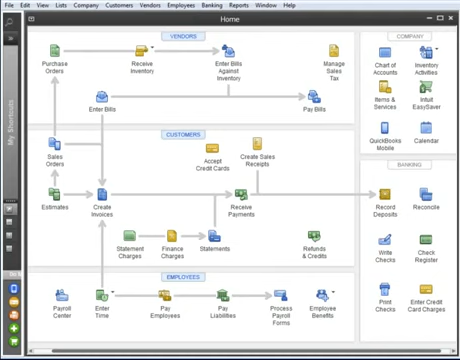 File Edit View Lists Company Customers Vendors Employees Banking Reports Window Help
Home
My Shortcuts
VENDORS
Purchase
Orders
Receive
Inventory
Enter Bills
Against
Inventory
Manage
Sales
Tax
Enter Bills
Pay Bills
COMPANY
Chart of
Accounts
Inventory
Activities
Items &
Services
Intuit
EasySaver
QuickBooks
Mobile
Calendar
CUSTOMERS
Sales
Orders
Accept
Credit Cards
Create Sales
Receipts
Estimates
Create
Invoices
Receive
Payments
Statement
Charges
Finance
Charges
Statements
Refunds
& Credits
BANKING
Record
Deposits
Reconcile
Write
Checks
Check
Register
Print
Checks
Enter Credit
Card Charges
EMPLOYEES
Payroll
Center
Enter
Time
Pay
Employees
Pay
Liabilities
Process
Payroll
Forms
Employee
Benefits